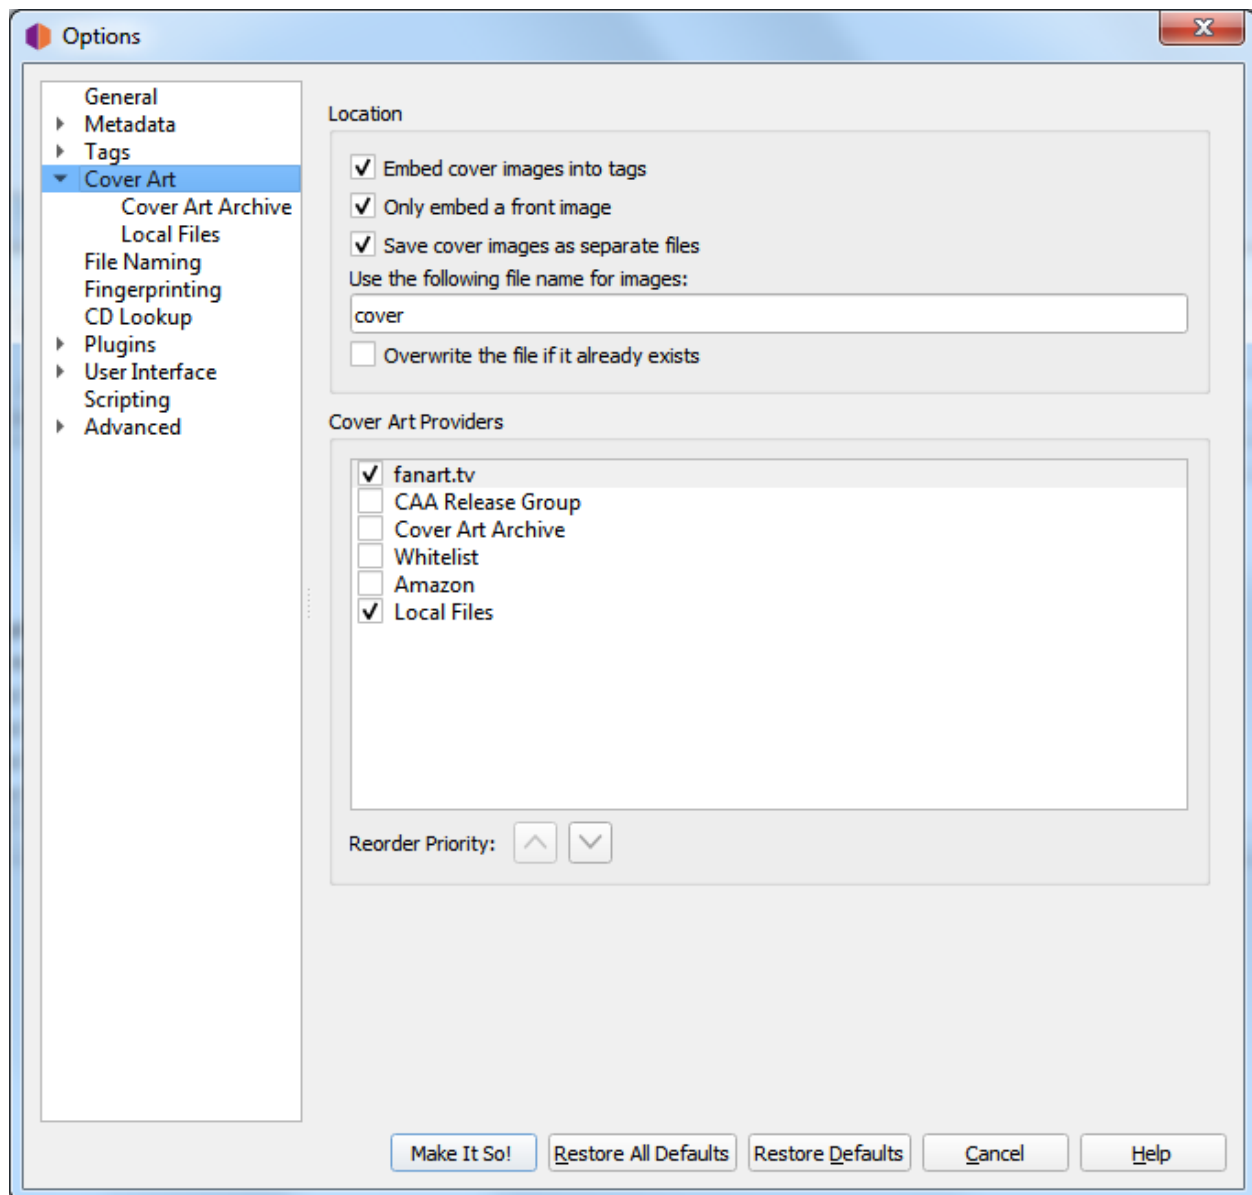 Options
General
Metadata
Tags
Cover Art
Cover Art Archive
Local Files
File Naming
Fingerprinting
CD Lookup
Plugins
User Interface
Scripting
Advanced
Location
Embed cover images into tags
Only embed a front image
Save cover images as separate files
Use the following file name for images:
cover
Overwrite the file if it already exists
Cover Art Providers
fanart.tv
CAA Release Group
Cover Art Archive
Whitelist
Amazon
Local Files
Reorder Priority:
Make It So! Restore All Defaults Restore Defaults Cancel Help